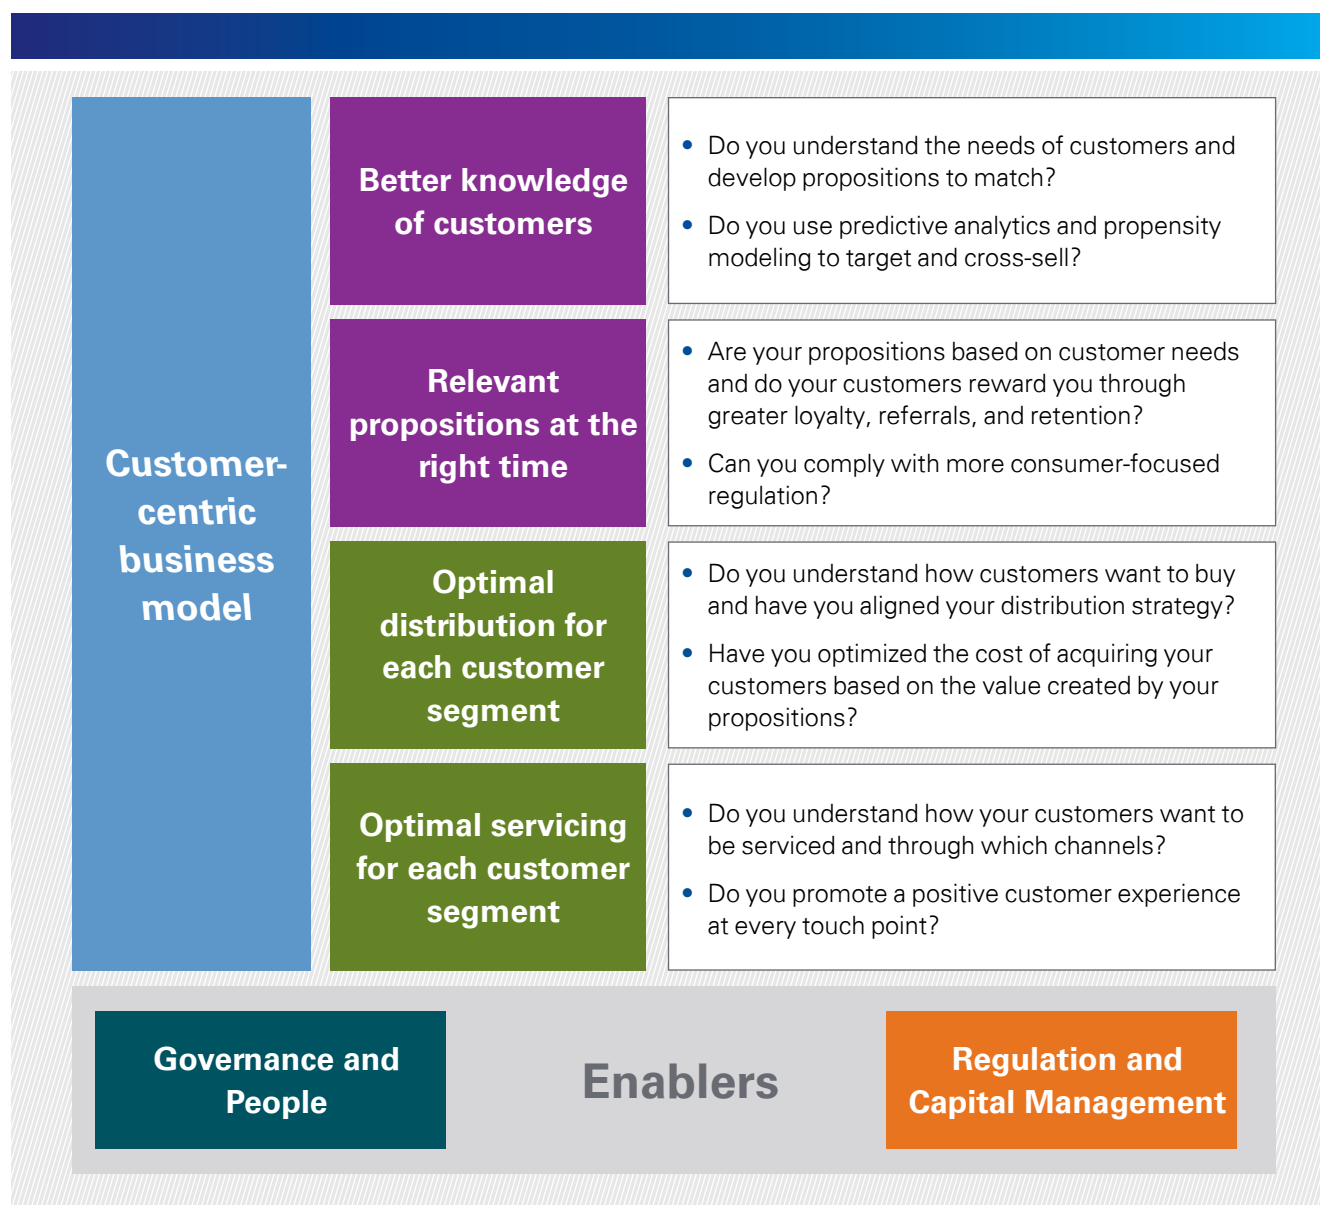 Customer-
centric
business
model
Better knowledge
of customers
• Do you understand the needs of customers and
develop propositions to match?
• Do you use predictive analytics and propensity
modeling to target and cross-sell?
Relevant
propositions at the
right time
• Are your propositions based on customer needs
and do your customers reward you through
greater loyalty, referrals, and retention?
• Can you comply with more consumer-focused
regulation?
Optimal
distribution for
each customer
segment
• Do you understand how customers want to buy
and have you aligned your distribution strategy?
• Have you optimized the cost of acquiring your
customers based on the value created by your
propositions?
Optimal servicing
for each customer
segment
• Do you understand how your customers want to
be serviced and through which channels?
• Do you promote a positive customer experience
at every touch point?
Governance and
People
Enablers
Regulation and
Capital Management